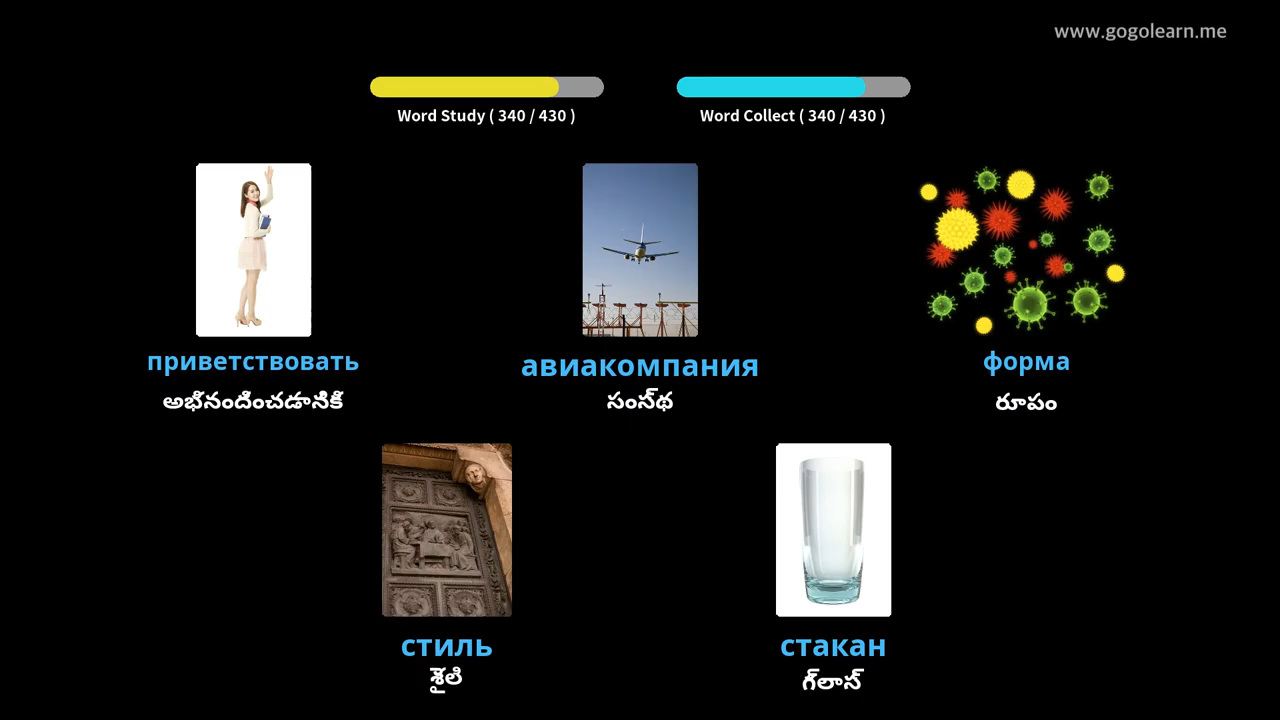 www.gogolearn.me
Word Study ( 340 / 430 )
Word Collect ( 340 / 430 )
приветствовать
అభినందించడానికి
авиакомпания
సంస్థ
форма
రూపం
стиль
శైలి
стакан
గ్లాస్